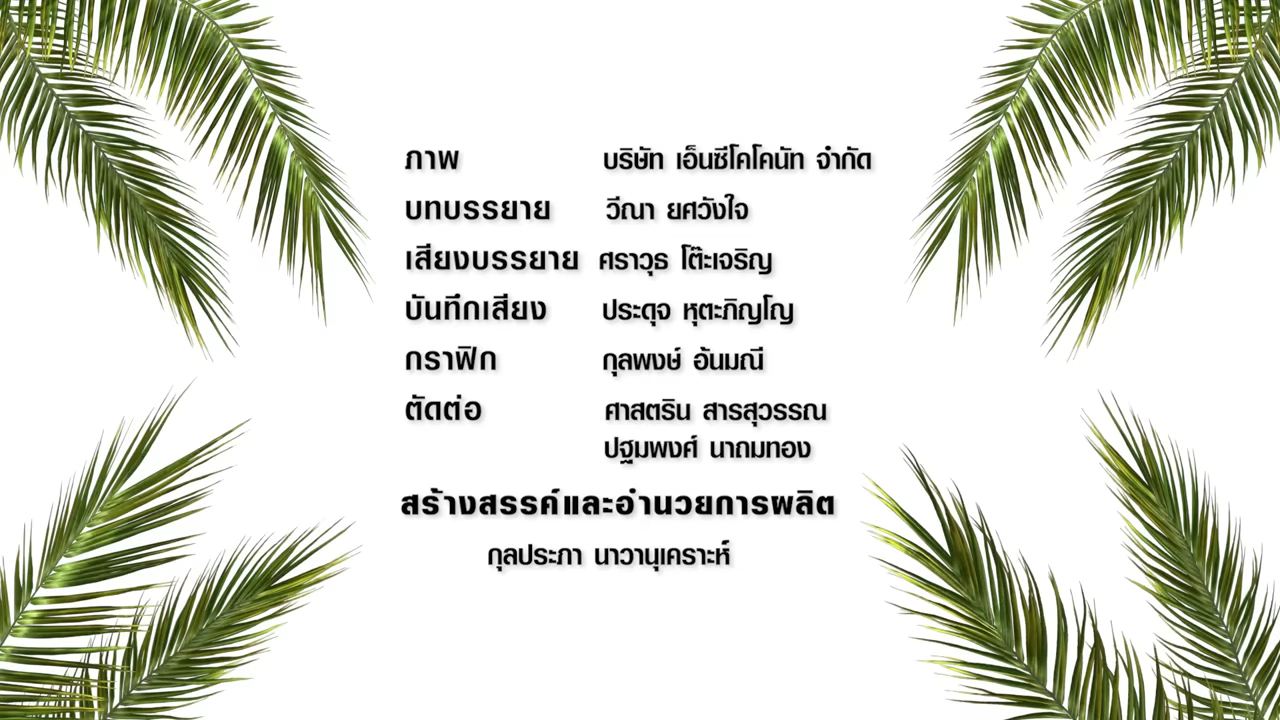 ภาพ บริษัท เอ็นซีโคโคนัท จำกัด
บทบรรยาย วีณา ยศวังใจ
เสียงบรรยาย ศราวุธ โต๊ะเจริญ
บันทึกเสียง ประดุจ หุตะภิญโญ
กราฟิก กุลพงษ์ อ้นมณี
ตัดต่อ ศาสตริน สารสุวรรณ
ปฐมพงศ์ นาถมทอง
สร้างสรรค์และอำนวยการผลิต
กุลประภา นาวานุเคราะห์